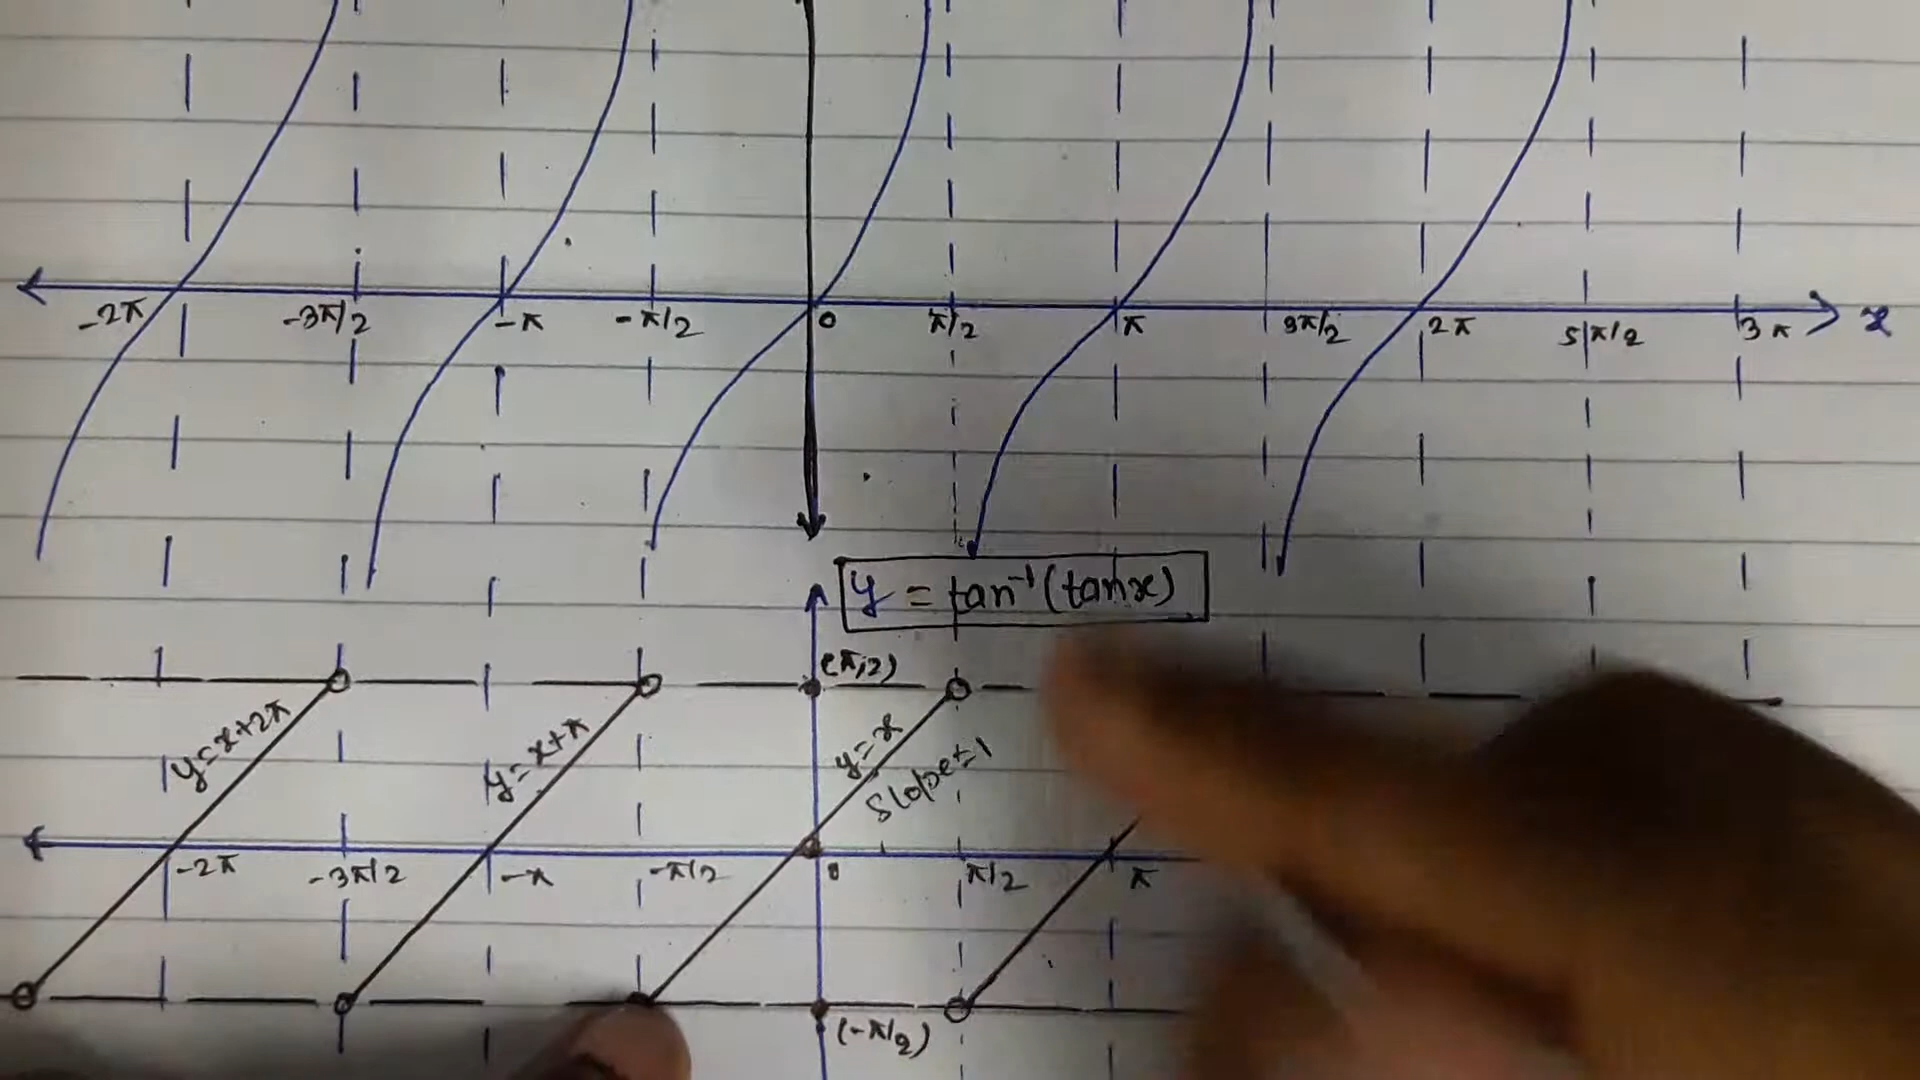 -2π -3π/2 -π -π/2 0 π/2 π 3π/2 2π 5π/2 3π x
y = tan⁻¹(tanx)
(π/2)
y=x+2π y=x+π y=x
Slope=1
-2π -3π/2 -π -π/2 0 π/2 π
(-π/2)